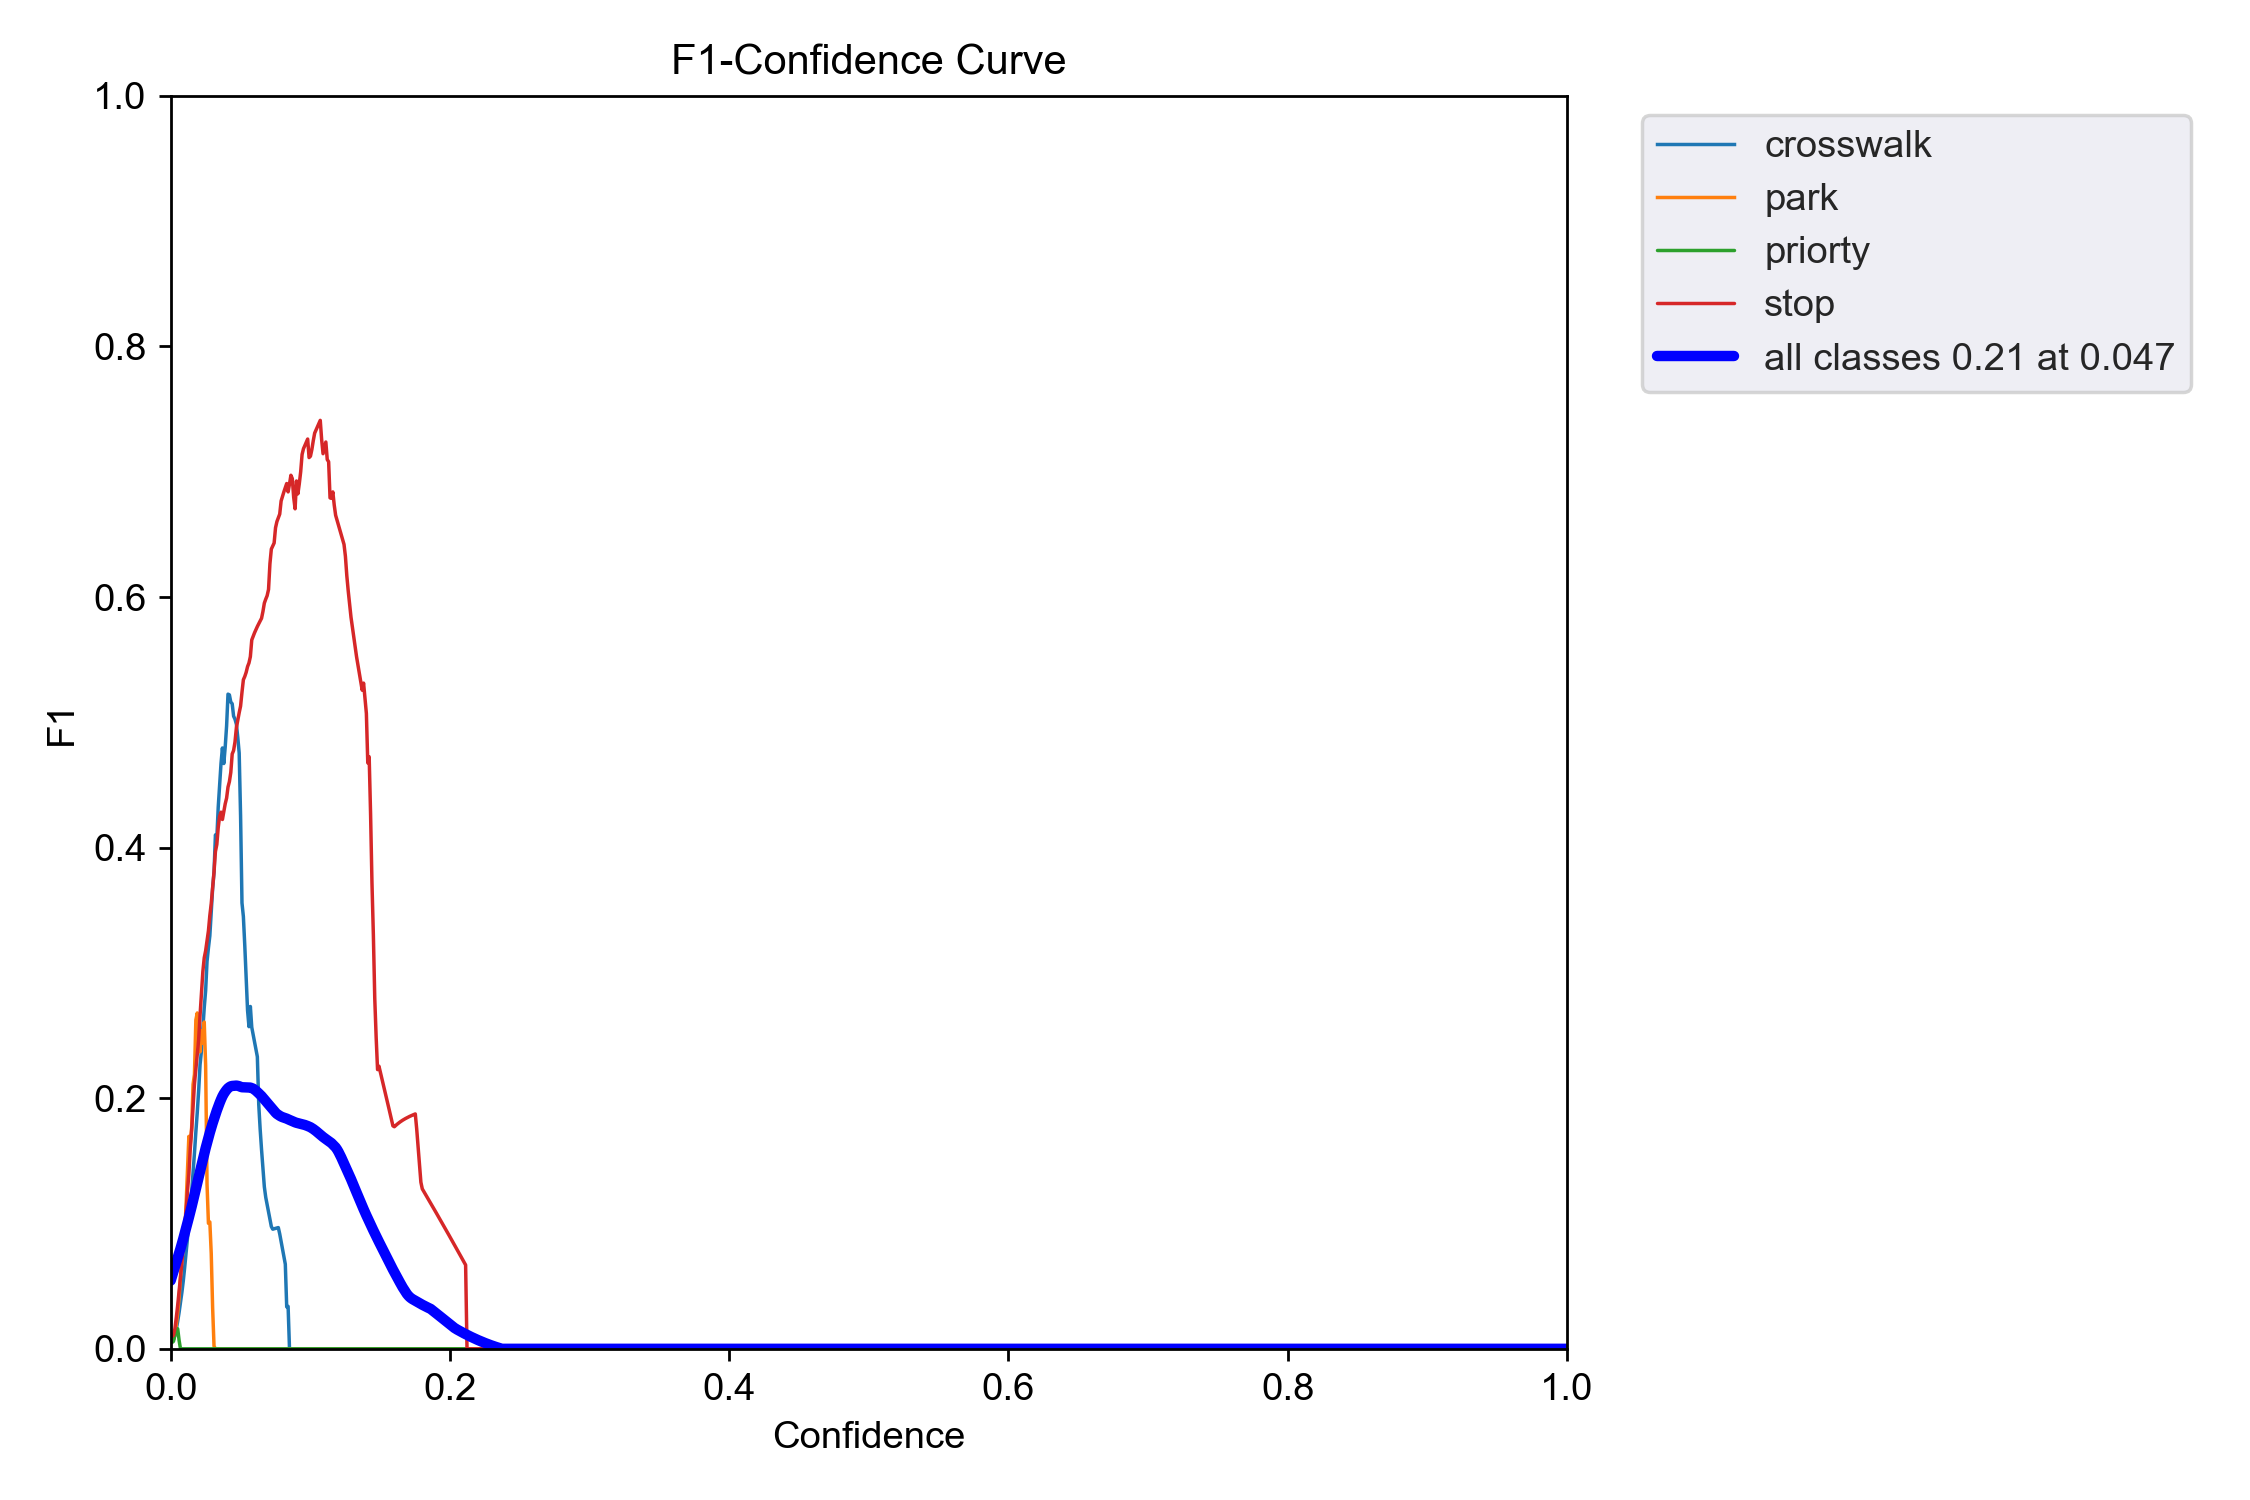 F1-Confidence Curve
1.0
0.8
0.6
0.4
0.2
0.0
F1
0.0 0.2 0.4 0.6 0.8 1.0
Confidence
crosswalk
park
priorty
stop
all classes 0.21 at 0.047